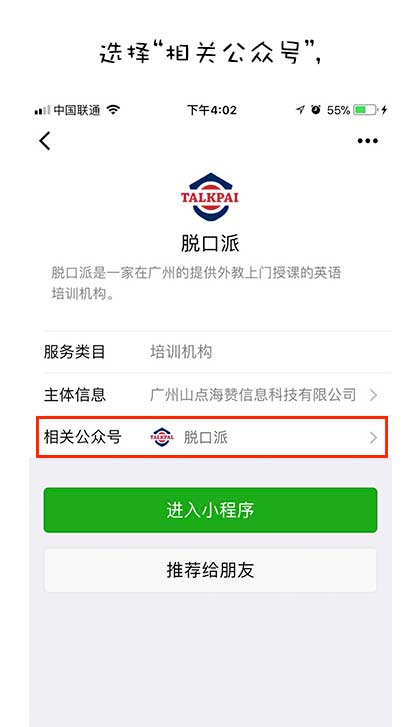 选择“相关公众号”,
中国联通 下午4:02 55%
TALKPAI
脱口派
脱口派是一家在广州的提供外教上门授课的英语
培训机构。
服务类目 培训机构
主体信息 广州山点海赞信息科技有限公司
相关公众号 TALKPAI 脱口派
进入小程序
推荐给朋友